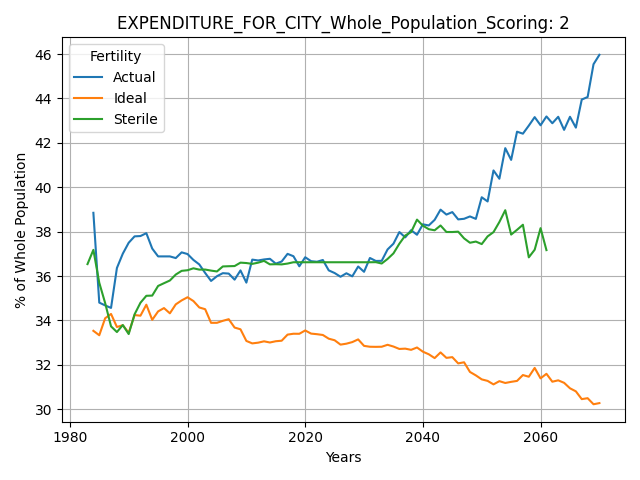 EXPENDITURE_FOR_CITY_Whole_Population_Scoring: 2
Fertility
Actual
Ideal
Sterile
% of Whole Population
46
44
42
40
38
36
34
32
30
1980
2000
2020
2040
2060
Years